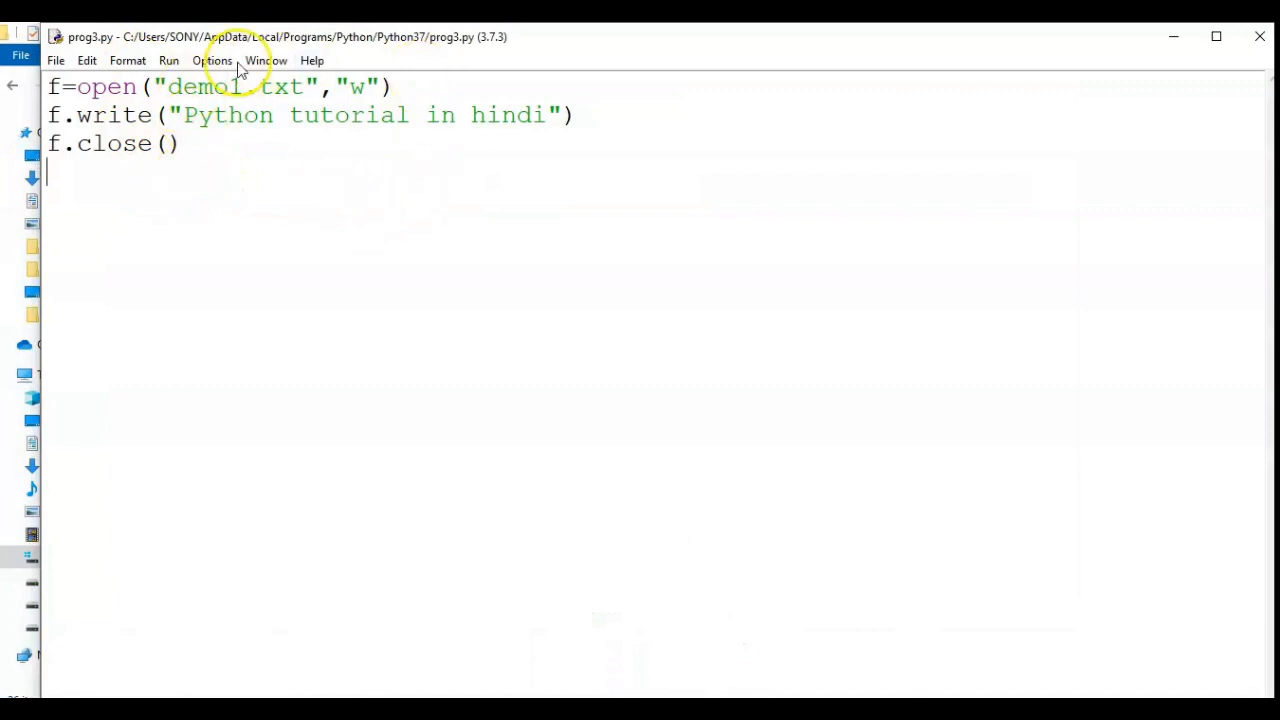 prog3.py - C:/Users/SONY/AppData/Local/Programs/Python/Python37/prog3.py (3.7.3)
File
File Edit Format Run Options Window Help
f=open("demo1.txt","w")
f.write("Python tutorial in hindi")
f.close()